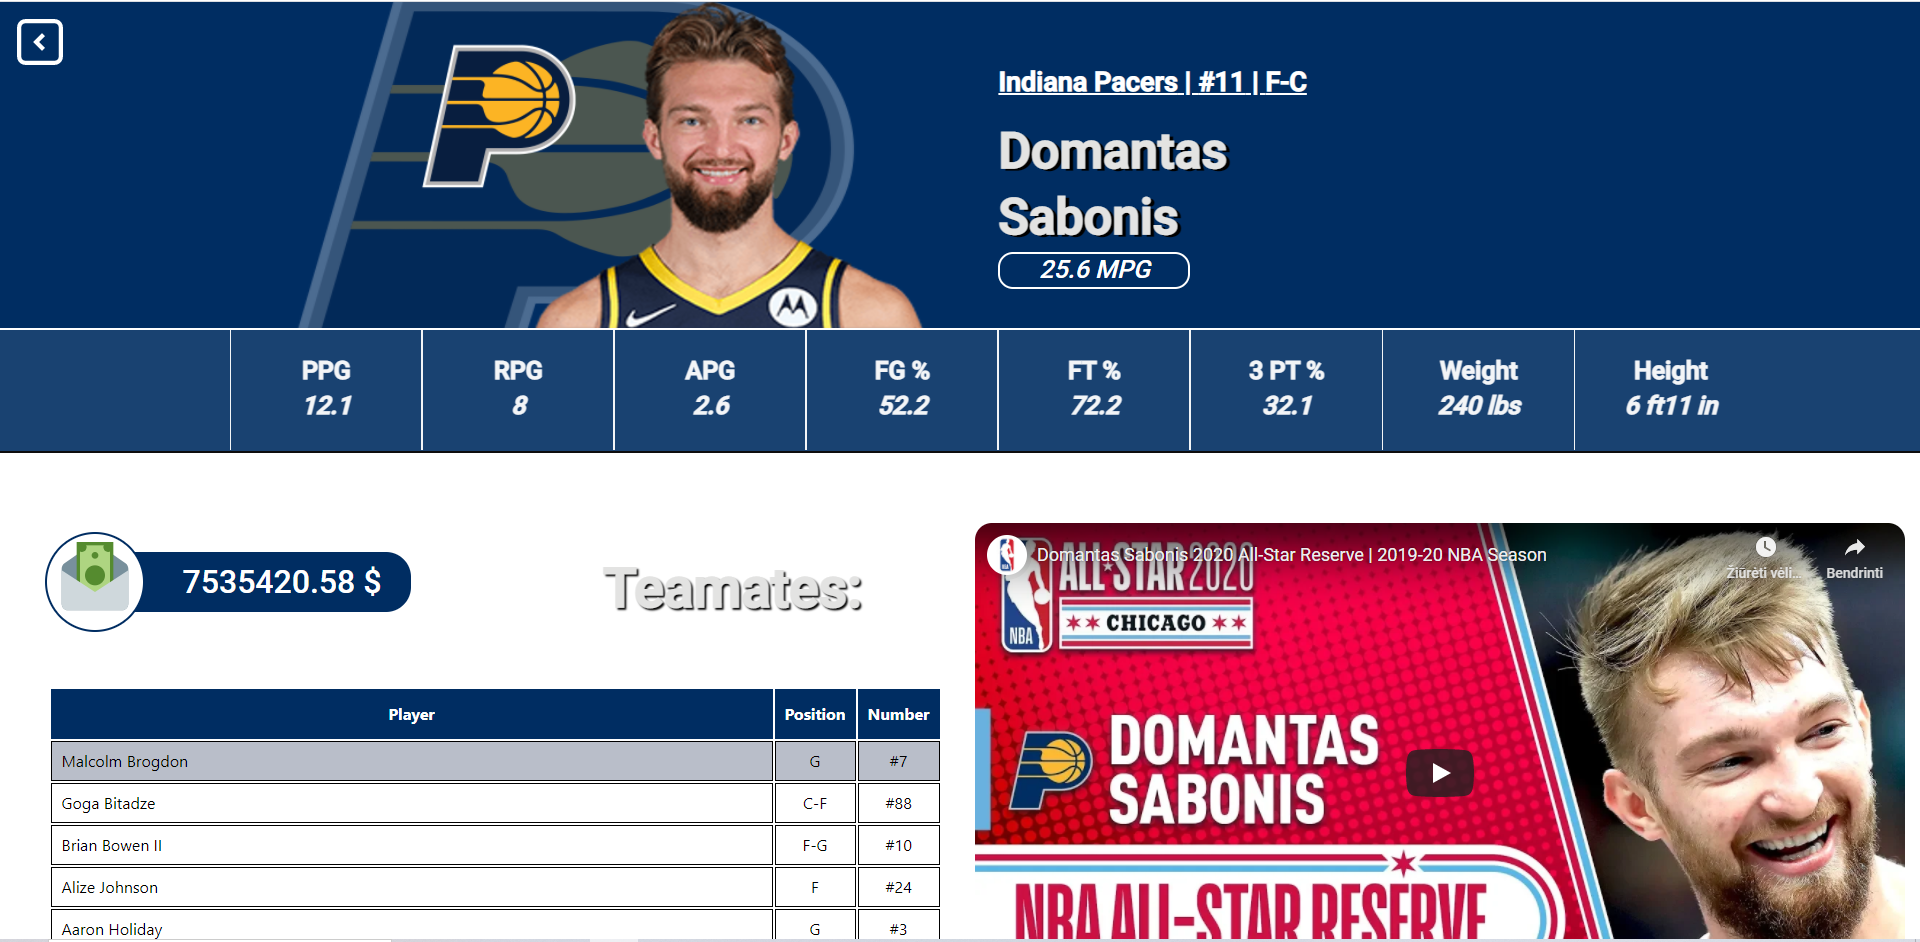 Indiana Pacers | #11 | F-C
Domantas
Sabonis
25.6 MPG
PPG RPG APG FG % FT % 3 PT % Weight Height
12.1 8 2.6 52.2 72.2 32.1 240 lbs 6 ft11 in
7535420.58 $
Teamates:
Player Position Number
Malcolm Brogdon G #7
Goga Bitadze C-F #88
Brian Bowen II F-G #10
Alize Johnson F #24
Aaron Holiday G #3
Domantas Sabonis 2020 All-Star Reserve | 2019-20 NBA Season
Žiūrėti vėli...
Bendrinti
ALL★STAR 2020
NBA
★★ CHICAGO ★★
DOMANTAS
SABONIS
NBA ALL-STAR RESERVE